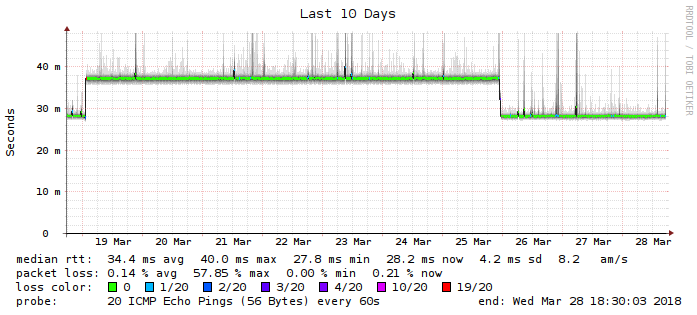 Last 10 Days
RRDTOOL / TOBI OETIKER
Seconds
40 m
30 m
20 m
10 m
0
19 Mar 20 Mar 21 Mar 22 Mar 23 Mar 24 Mar 25 Mar 26 Mar 27 Mar 28 Mar
median rtt: 34.4 ms avg 40.0 ms max 27.8 ms min 28.2 ms now 4.2 ms sd 8.2 am/s
packet loss: 0.14 % avg 57.85 % max 0.00 % min 0.21 % now
loss color: 0 1/20 2/20 3/20 4/20 10/20 19/20
probe: 20 ICMP Echo Pings (56 Bytes) every 60s end: Wed Mar 28 18:30:03 2018